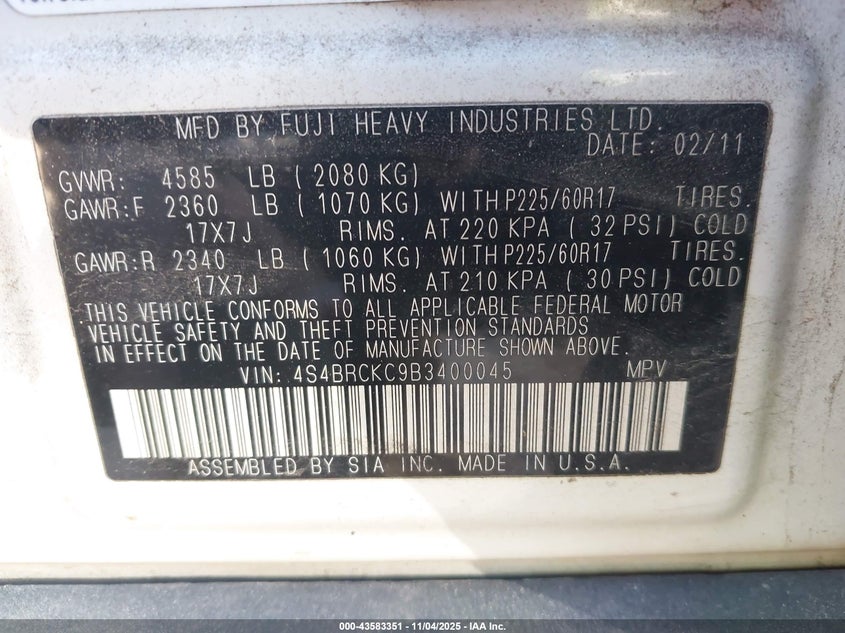 MFD BY FUJI HEAVY INDUSTRIES LTD.
DATE: 02/11
GVWR: 4585 LB ( 2080 KG)
GAWR:F 2360 LB ( 1070 KG) WITHP225/60R17 TIRES.
17X7J RIMS. AT 220 KPA ( 32 PSI) COLD
GAWR:R 2340 LB ( 1060 KG) WITHP225/60R17 TIRES.
17X7J RIMS. AT 210 KPA ( 30 PSI) COLD
THIS VEHICLE CONFORMS TO ALL APPLICABLE FEDERAL MOTOR
VEHICLE SAFETY AND THEFT PREVENTION STANDARDS
IN EFFECT ON THE DATE OF MANUFACTURE SHOWN ABOVE.
VIN: 4S4BRCKC9B3400045 MPV
ASSEMBLED BY SIA INC. MADE IN U.S.A.
000-43583351 - 11/04/2025 - IAA Inc.